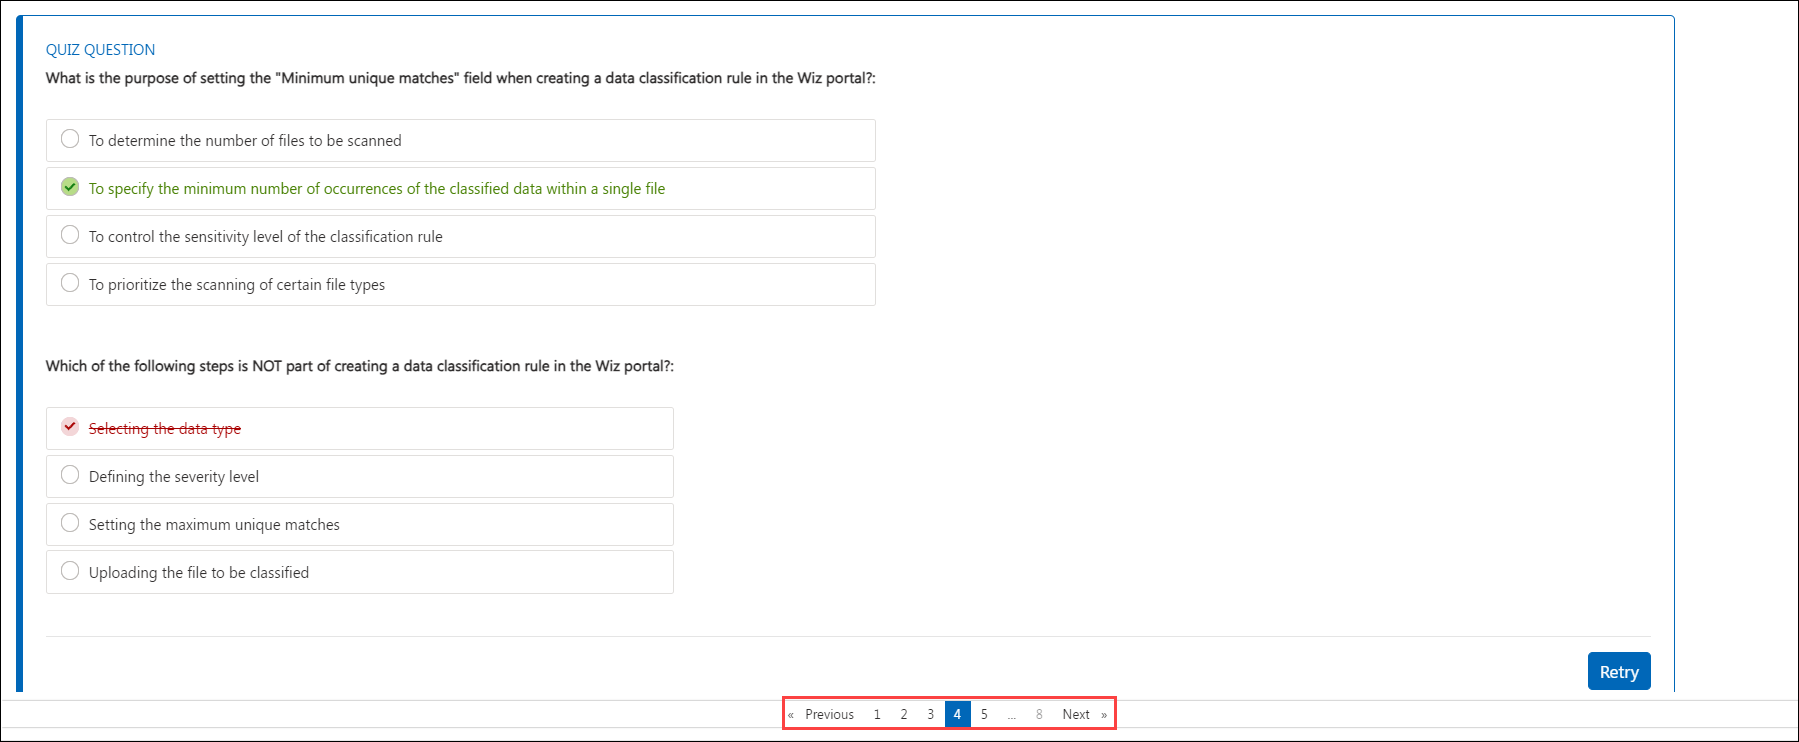 QUIZ QUESTION
What is the purpose of setting the "Minimum unique matches" field when creating a data classification rule in the Wiz portal?:
To determine the number of files to be scanned
To specify the minimum number of occurrences of the classified data within a single file
To control the sensitivity level of the classification rule
To prioritize the scanning of certain file types
Which of the following steps is NOT part of creating a data classification rule in the Wiz portal?:
Selecting the data type
Defining the severity level
Setting the maximum unique matches
Uploading the file to be classified
Retry
« Previous 1 2 3 4 5 ... 8 Next »